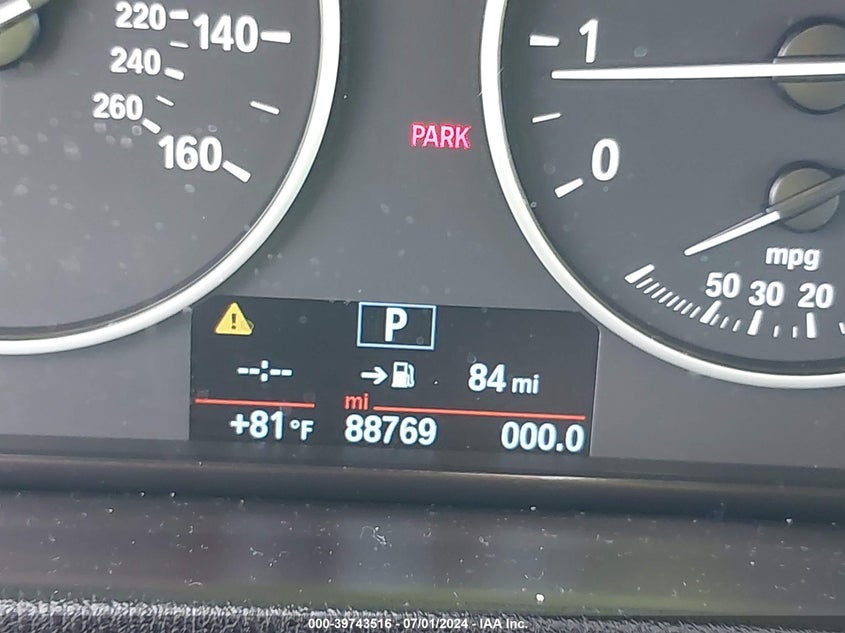 220 140
240
260
160
PARK
1
0
mpg
50 30 20
P
--:-- 84 mi
mi
+81 °F 88769 000.0
000-39743516 - 07/01/2024 - IAA Inc.